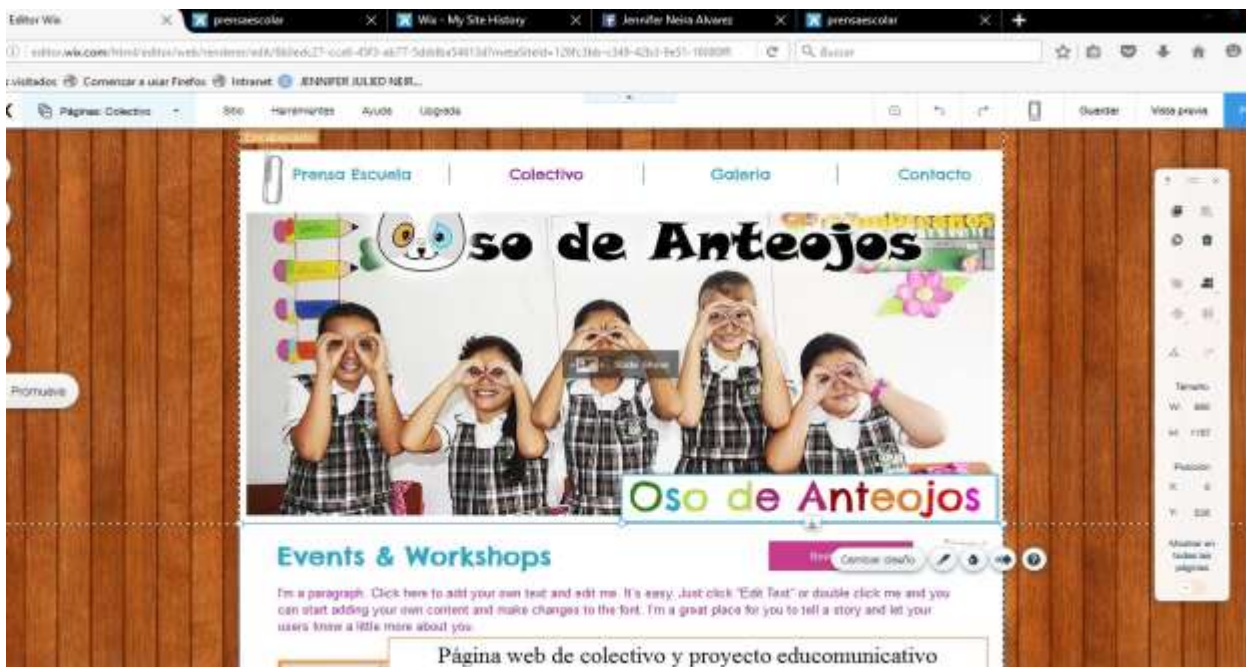 Editor Wix
prensaescolar
Wix - My Site History
Jennifer Neira Alvarez
prensaescolar
Buscar
visitados
Comenzar a usar Firefox
Intranet
Páginas: Colectivo
Sitio
Herramientas
Ayuda
Upgrade
Guardar
Vista previa
Prensa Escuela
Colectivo
Galería
Contacto
so de Anteojos
Promueve
Tamaño
W:
H:
Posición
X:
Y:
Mostrar en
todas las
páginas
Oso de Anteojos
Events & Workshops
Cambiar diseño
I'm a paragraph. Click here to add your own text and edit me. It's easy. Just click "Edit Text" or double click me and you
can start adding your own content and make changes to the font. I'm a great place for you to tell a story and let your
users know a little more about you.
Página web de colectivo y proyecto educomunicativo